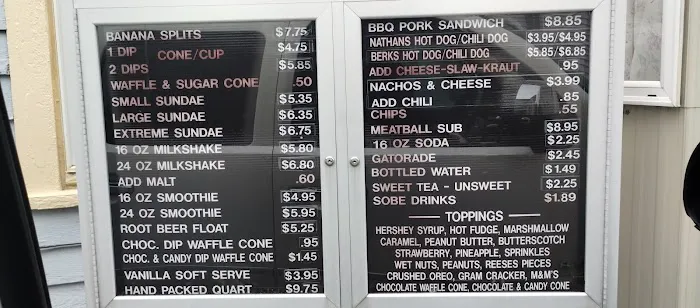 BANANA SPLITS $7.75
1 DIP CONE/CUP $4.75
2 DIPS $5.85
WAFFLE & SUGAR CONE .50
SMALL SUNDAE $5.35
LARGE SUNDAE $6.35
EXTREME SUNDAE $6.75
16 OZ MILKSHAKE $5.80
24 OZ MILKSHAKE $6.80
ADD MALT .60
16 OZ SMOOTHIE $4.95
24 OZ SMOOTHIE $5.95
ROOT BEER FLOAT $5.25
CHOC. DIP WAFFLE CONE .95
CHOC. & CANDY DIP WAFFLE CONE $1.45
VANILLA SOFT SERVE $3.95
HAND PACKED QUART $9.75
BBQ PORK SANDWICH $8.85
NATHANS HOT DOG/CHILI DOG $3.95/$4.95
BERKS HOT DOG/CHILI DOG $5.85/$6.85
ADD CHEESE-SLAW-KRAUT .95
NACHOS & CHEESE $3.99
ADD CHILI .85
CHIPS .55
MEATBALL SUB $8.95
16 OZ SODA $2.25
GATORADE $2.45
BOTTLED WATER $1.49
SWEET TEA - UNSWEET $2.25
SOBE DRINKS $1.89
TOPPINGS
HERSHEY SYRUP, HOT FUDGE, MARSHMALLOW
CARAMEL, PEANUT BUTTER, BUTTERSCOTCH
STRAWBERRY, PINEAPPLE, SPRINKLES
WET NUTS, PEANUTS, REESES PIECES
CRUSHED OREO, GRAM CRACKER, M&M'S
CHOCOLATE WAFFLE CONE, CHOCOLATE & CANDY CONE